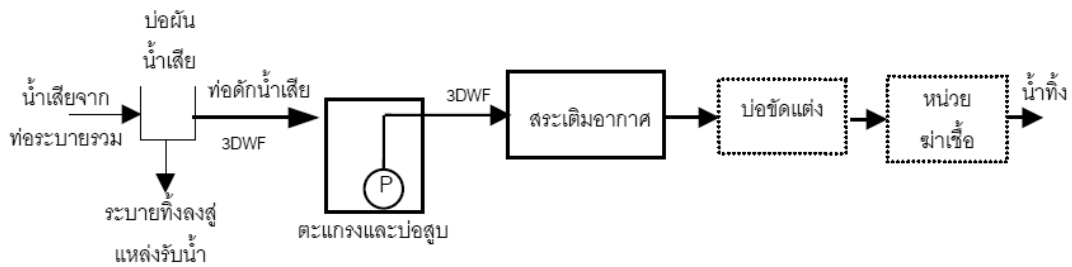 บ่อผัน
น้ำเสีย
น้ำเสียจาก
ท่อระบายรวม
ท่อดักน้ำเสีย
3DWF
ระบายทิ้งลงสู่
แหล่งรับน้ำ
P
ตะแกรงและบ่อสูบ
3DWF
สระเติมอากาศ
บ่อขัดแต่ง
หน่วย
ฆ่าเชื้อ
น้ำทิ้ง